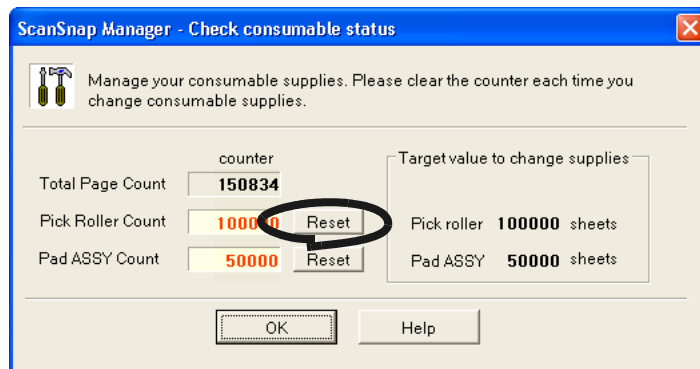 ScanSnap Manager - Check consumable status
Manage your consumable supplies. Please clear the counter each time you
change consumable supplies.
counter
Target value to change supplies
Total Page Count 150834
Pick Roller Count 100000 Reset
Pick roller 100000 sheets
Pad ASSY Count 50000 Reset
Pad ASSY 50000 sheets
OK
Help